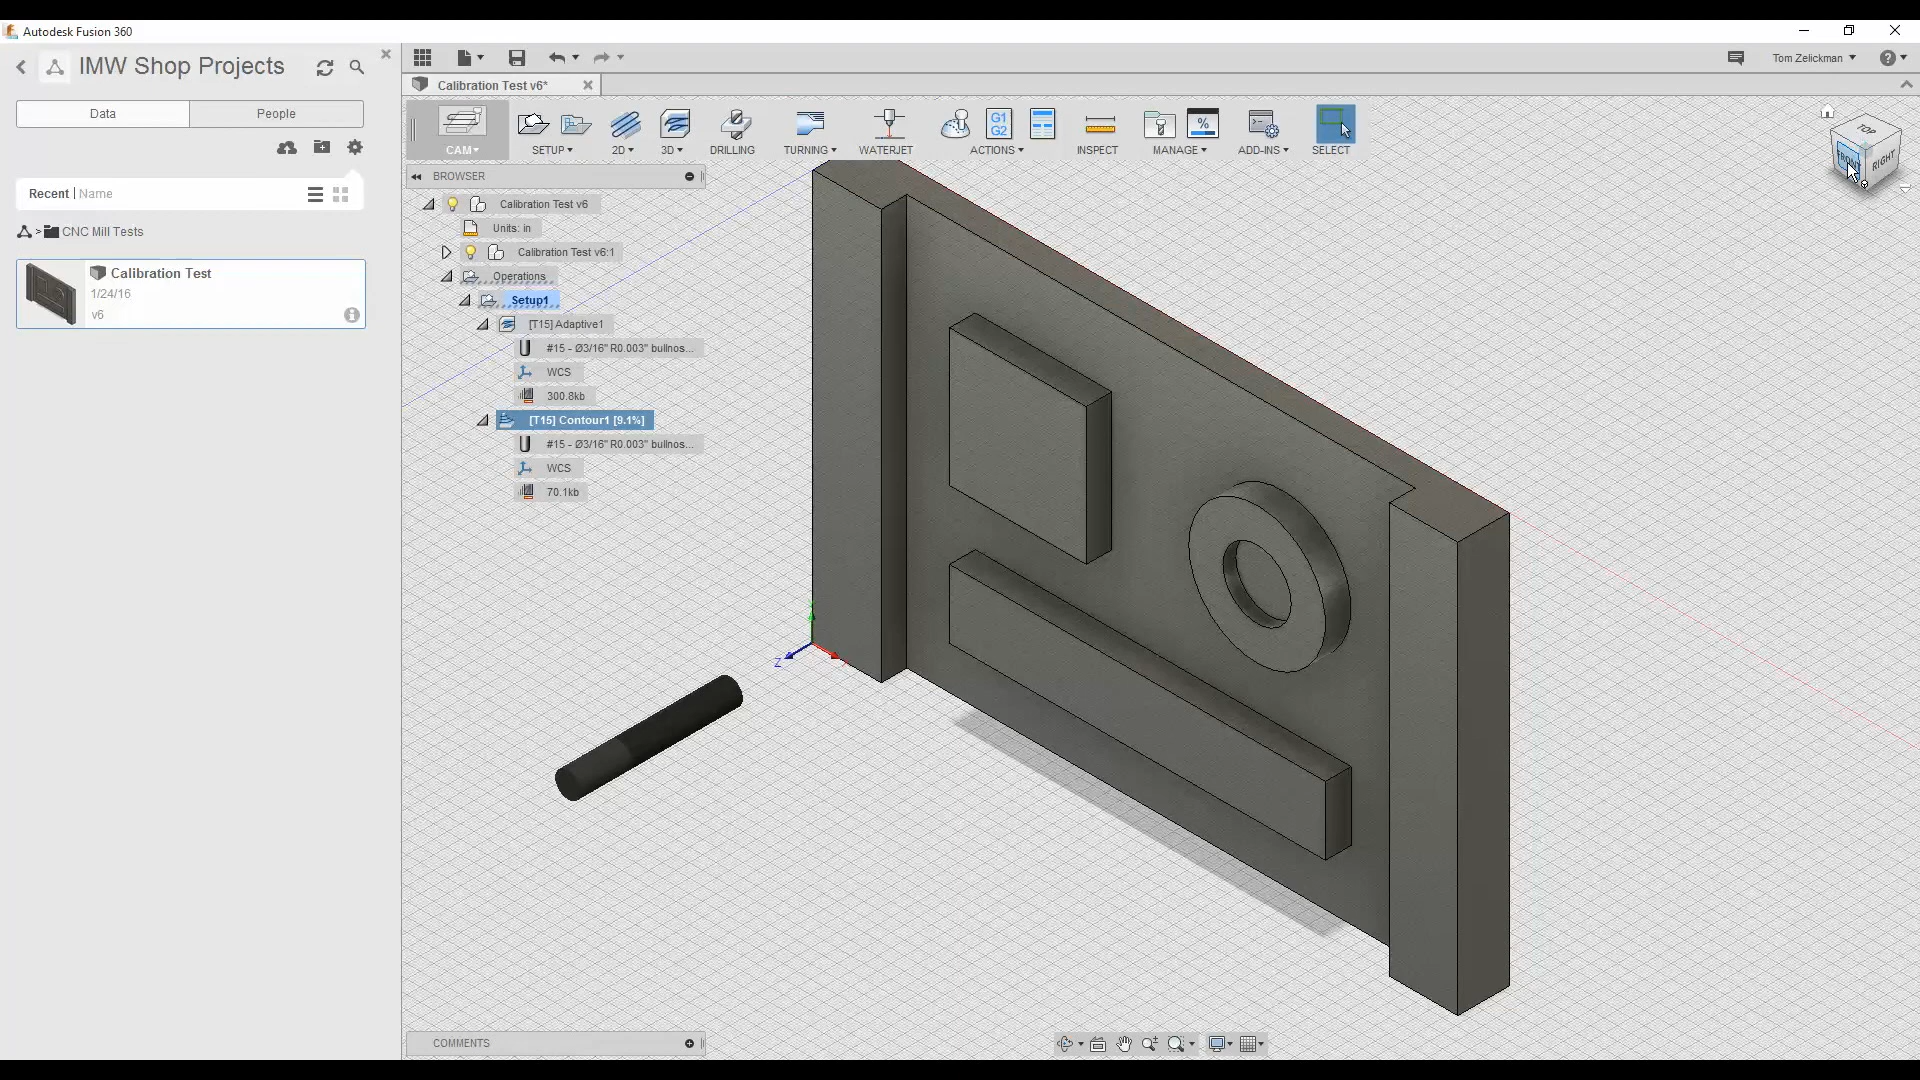 Autodesk Fusion 360
IMW Shop Projects
Data
People
Recent | Name
> CNC Mill Tests
Calibration Test
1/24/16
v6
Tom Zelickman
Calibration Test v6*
CAM
SETUP
2D
3D
DRILLING
TURNING
WATERJET
G1
G2
ACTIONS
INSPECT
%
MANAGE
ADD-INS
SELECT
TOP
FRONT
RIGHT
BROWSER
Calibration Test v6
Units: in
Calibration Test v6:1
Operations
Setup1
[T15] Adaptive1
#15 - Ø3/16" R0.003" bullnos...
WCS
300.8kb
[T15] Contour1 [9.1%]
#15 - Ø3/16" R0.003" bullnos...
WCS
70.1kb
Z
COMMENTS